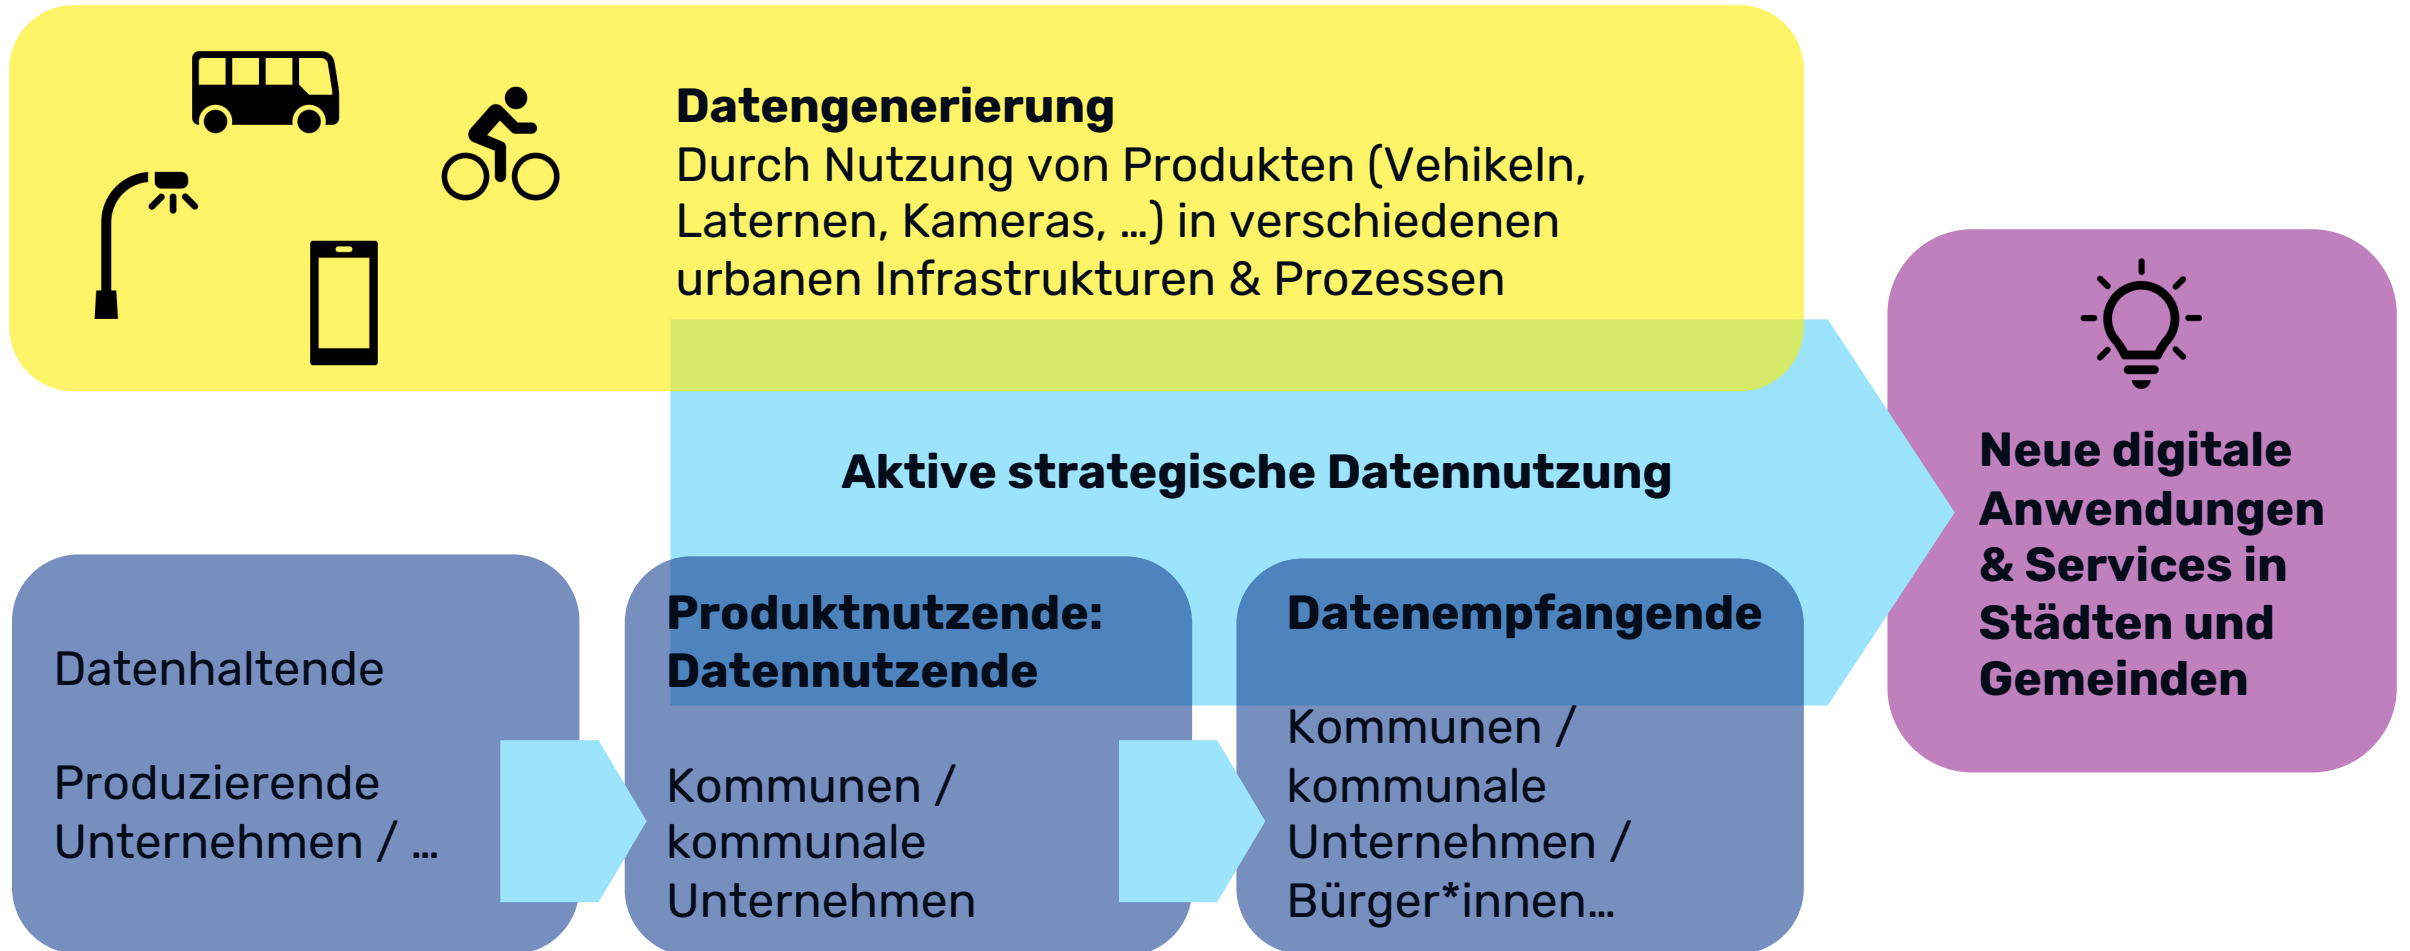 Datengenerierung
Durch Nutzung von Produkten (Vehikeln,
Laternen, Kameras, …) in verschiedenen
urbanen Infrastrukturen & Prozessen
Aktive strategische Datennutzung
Datenhaltende
Produzierende
Unternehmen / …
Produktnutzende:
Datennutzende
Kommunen /
kommunale
Unternehmen
Datenempfangende
Kommunen /
kommunale
Unternehmen /
Bürger*innen…
Neue digitale
Anwendungen
& Services in
Städten und
Gemeinden